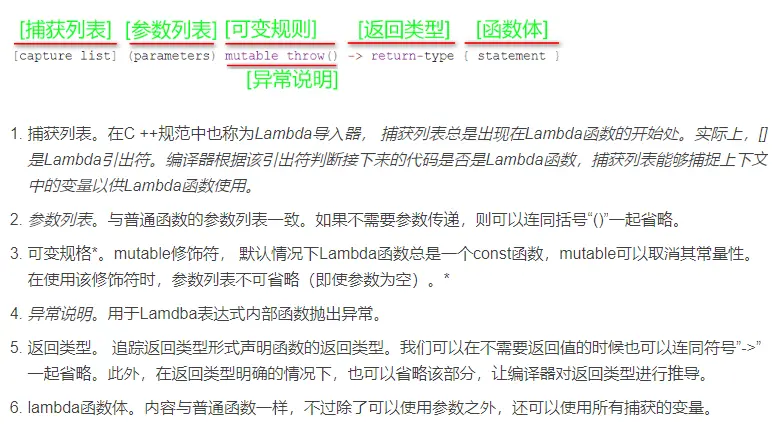 [捕获列表] [参数列表] [可变规则] [返回类型] [函数体]
[capture list] (parameters) mutable throw() -> return-type { statement }
[异常说明]
1. 捕获列表。在C ++规范中也称为Lambda导入器， 捕获列表总是出现在Lambda函数的开始处。实际上，[]
是Lambda引出符。编译器根据该引出符判断接下来的代码是否是Lambda函数，捕获列表能够捕捉上下文
中的变量以供Lambda函数使用。
2. 参数列表。与普通函数的参数列表一致。如果不需要参数传递，则可以连同括号“()”一起省略。
3. 可变规格*。mutable修饰符， 默认情况下Lambda函数总是一个const函数，mutable可以取消其常量性。
在使用该修饰符时，参数列表不可省略（即使参数为空）。*
4. 异常说明。用于Lamdba表达式内部函数抛出异常。
5. 返回类型。 追踪返回类型形式声明函数的返回类型。我们可以在不需要返回值的时候也可以连同符号”->”
一起省略。此外，在返回类型明确的情况下，也可以省略该部分，让编译器对返回类型进行推导。
6. lambda函数体。内容与普通函数一样，不过除了可以使用参数之外，还可以使用所有捕获的变量。